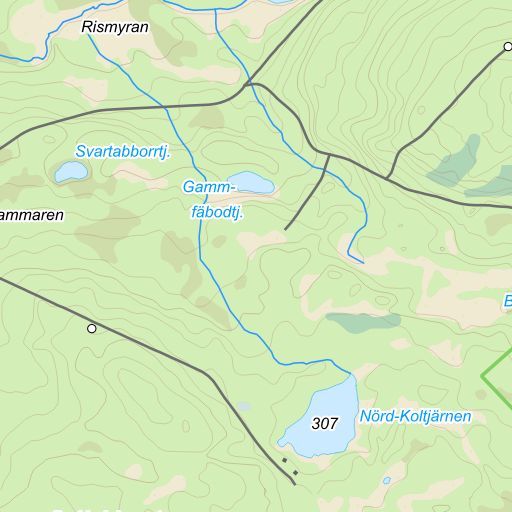 Rismyran
Svartabborrtj.
Gamm-
fäbodtj.
ammaren
307
Nörd-Koltjärnen